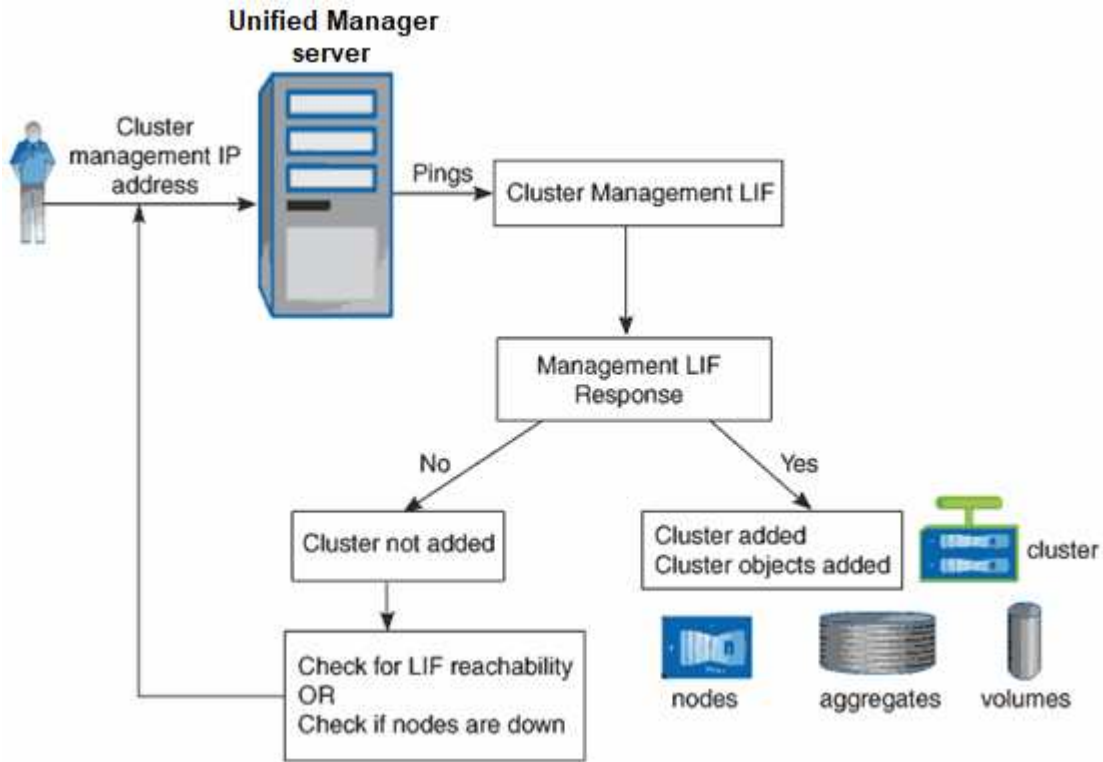 Unified Manager
server
Cluster
management IP
address
Pings
Cluster Management LIF
Management LIF
Response
No
Yes
Cluster not added
Cluster added
Cluster objects added
cluster
Check for LIF reachability
OR
Check if nodes are down
nodes
aggregates
volumes